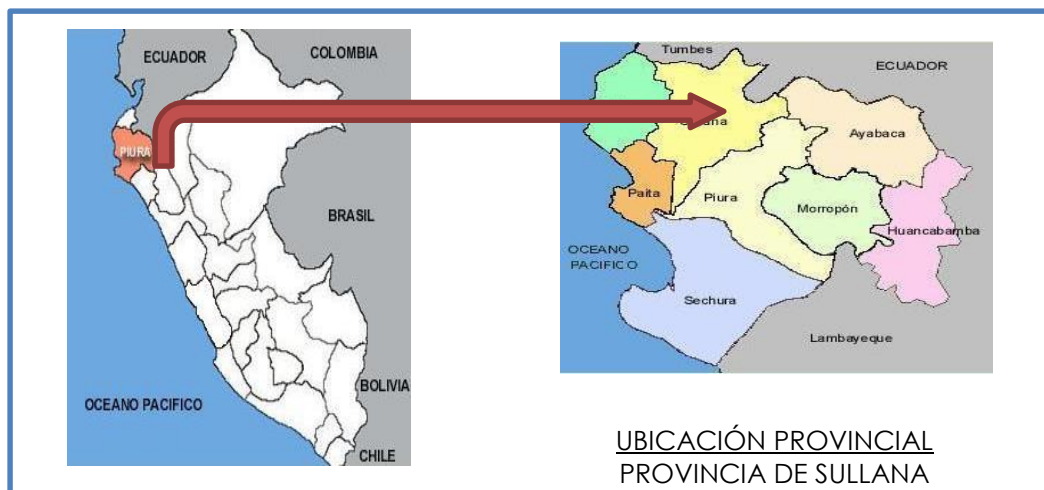 ECUADOR
COLOMBIA
PIURA
BRASIL
BOLIVIA
OCEANO PACIFICO
CHILE
Tumbes
ECUADOR
Ayabaca
Paita
Piura
Morropón
Huancabamba
OCEANO
PACIFICO
Sechura
Lambayeque
UBICACIÓN PROVINCIAL
PROVINCIA DE SULLANA